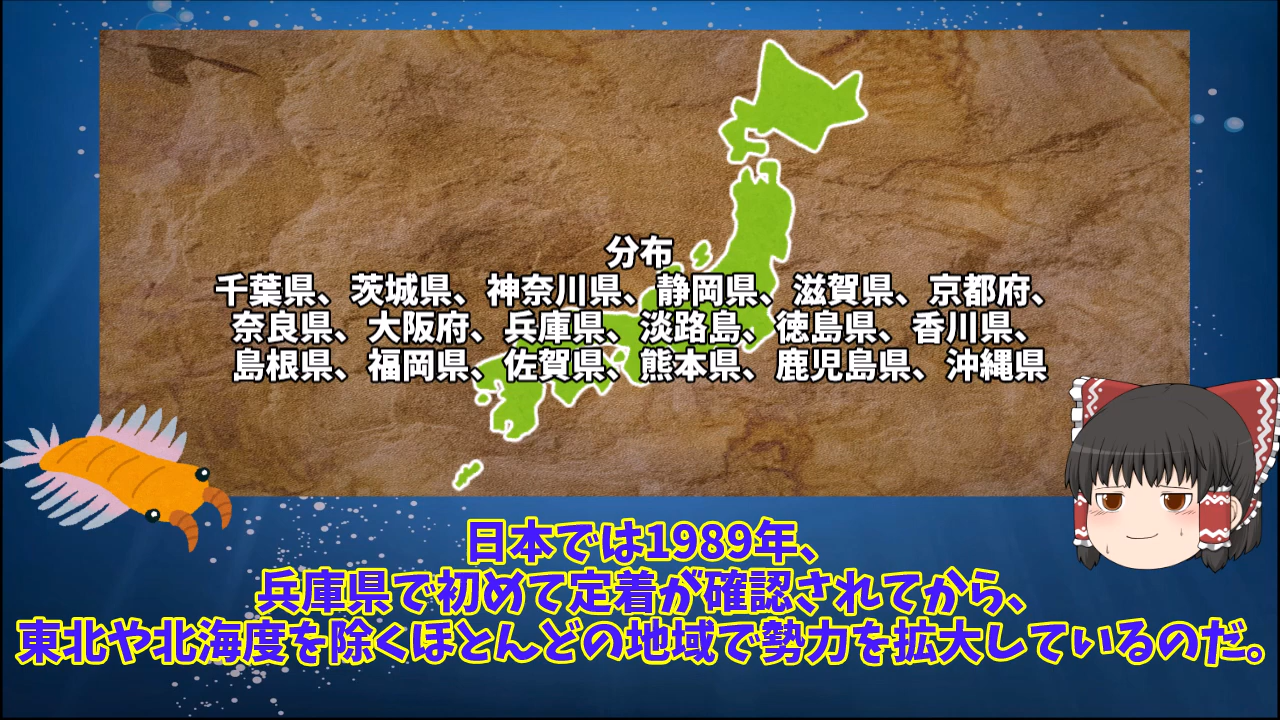 分布
千葉県、茨城県、神奈川県、静岡県、滋賀県、京都府、
奈良県、大阪府、兵庫県、淡路島、徳島県、香川県、
島根県、福岡県、佐賀県、熊本県、鹿児島県、沖縄県
日本では1989年、
兵庫県で初めて定着が確認されてから、
東北や北海度を除くほとんどの地域で勢力を拡大しているのだ。